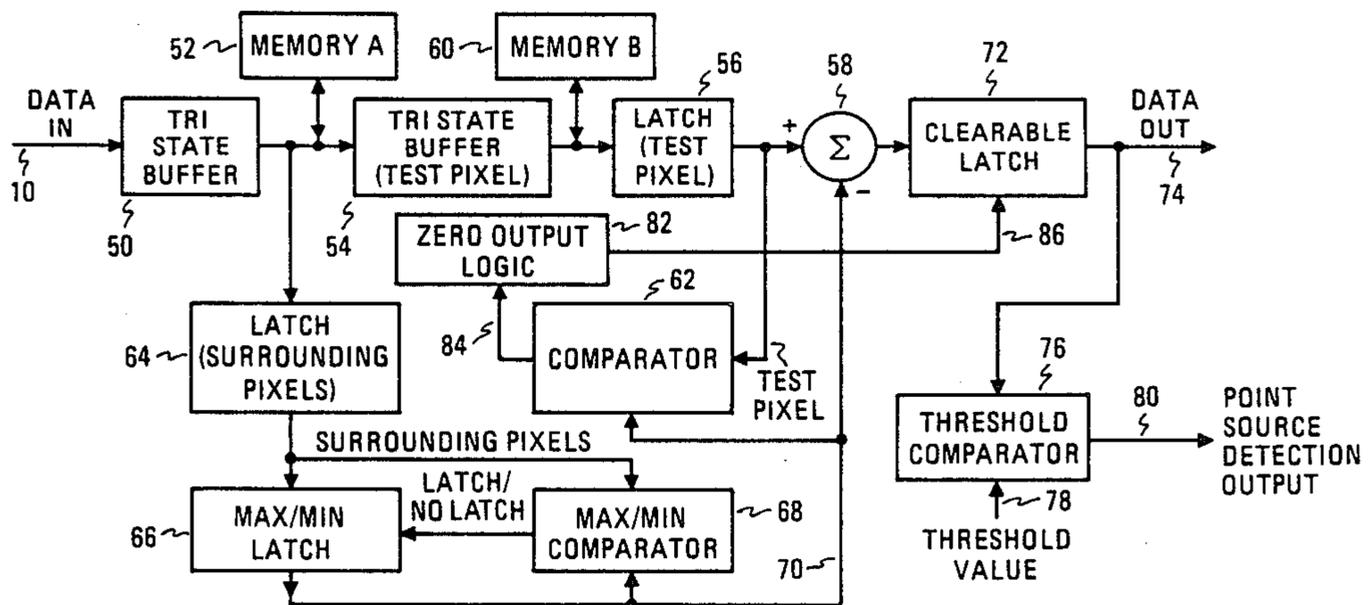 52
MEMORY A
60
MEMORY B
56
58
72
DATA
IN
10
TRI
STATE
BUFFER
50
TRI STATE
BUFFER
(TEST PIXEL)
54
LATCH
(TEST
PIXEL)
+
Σ
-
CLEARABLE
LATCH
DATA
OUT
74
ZERO OUTPUT
LOGIC
82
86
84
62
COMPARATOR
TEST
PIXEL
64
LATCH
(SURROUNDING
PIXELS)
SURROUNDING PIXELS
LATCH/
NO LATCH
66
MAX/MIN
LATCH
MAX/MIN
COMPARATOR
68
70
76
THRESHOLD
COMPARATOR
78
THRESHOLD
VALUE
80
POINT
SOURCE
DETECTION
OUTPUT